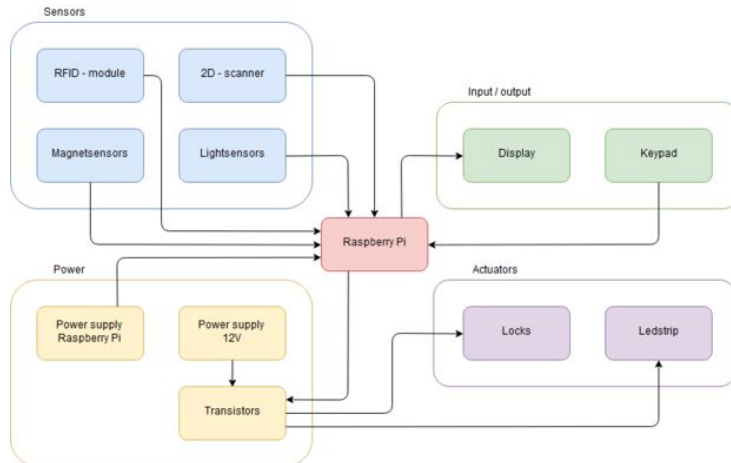 Sensors
RFID - module
2D - scanner
Magnetsensors
Lightsensors
Input / output
Display
Keypad
Raspberry Pi
Power
Power supply
Raspberry Pi
Power supply
12V
Transistors
Actuators
Locks
Ledstrip